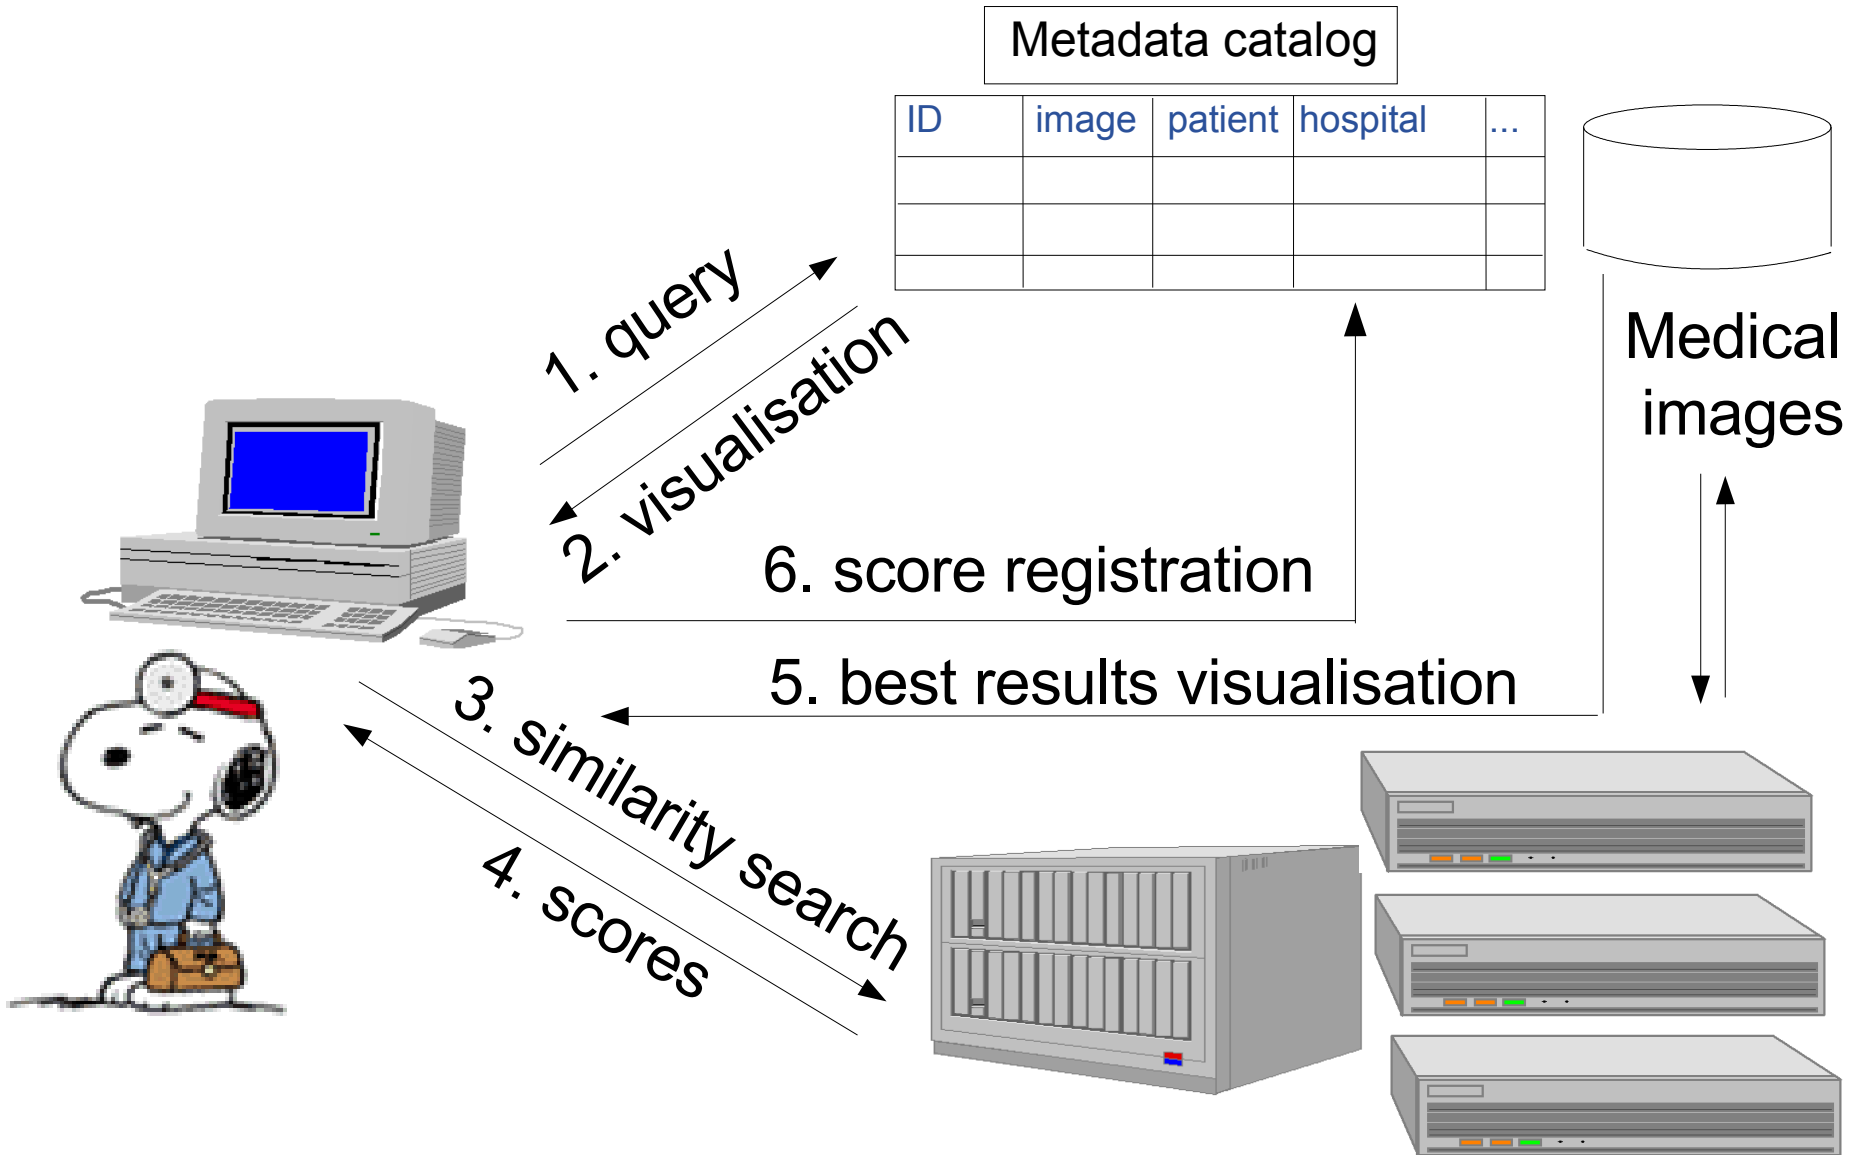 Metadata catalog
ID image patient hospital ...
1. query
2. visualisation
Medical
images
6. score registration
5. best results visualisation
3. similarity search
4. scores